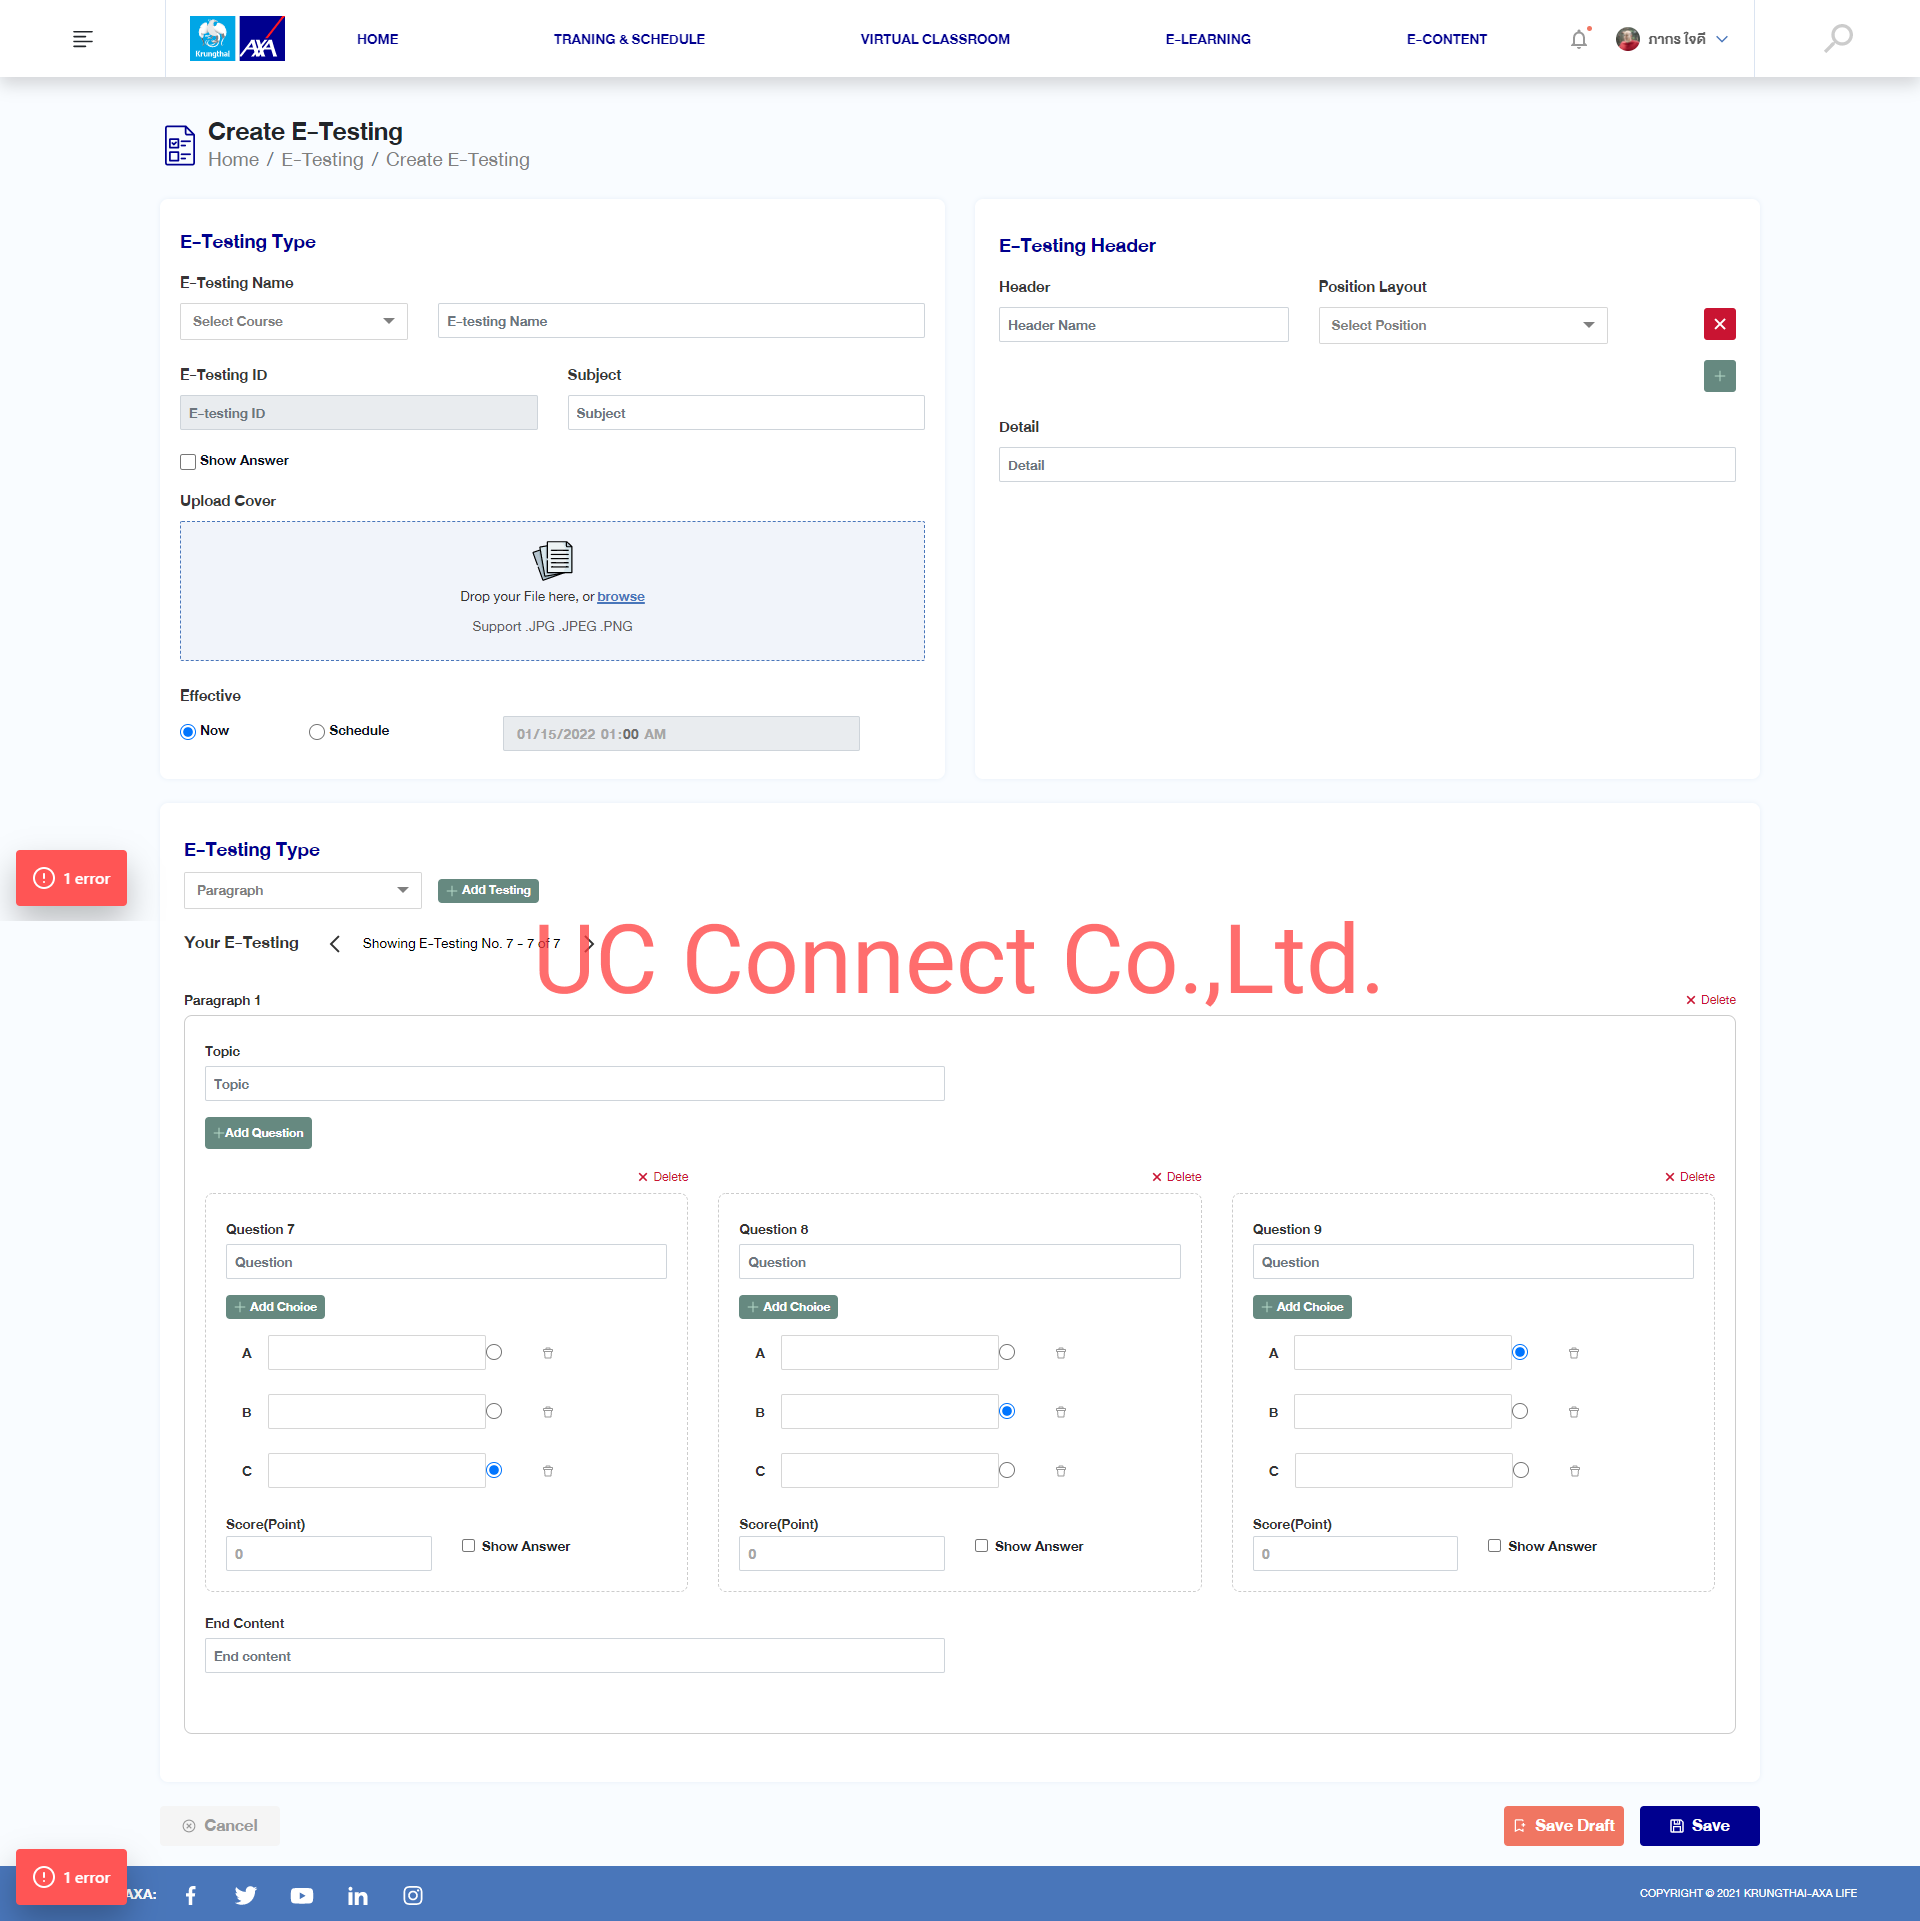 Krungthai AXA HOME TRANING & SCHEDULE VIRTUAL CLASSROOM E-LEARNING E-CONTENT ภากร ใจดี
Create E-Testing
Home / E-Testing / Create E-Testing
E-Testing Type
E-Testing Name
Select Course E-testing Name
E-Testing ID Subject
E-testing ID Subject
Show Answer
Upload Cover
Drop your File here, or browse
Support .JPG .JPEG .PNG
Effective
Now Schedule 01/15/2022 01:00 AM
E-Testing Header
Header Position Layout
Header Name Select Position
Detail
Detail
E-Testing Type
1 error
Paragraph Add Testing
Your E-Testing Showing E-Testing No. 7 - 7 of 7
UC Connect Co.,Ltd.
Paragraph 1 Delete
Topic
Topic
Add Question
Delete Delete Delete
Question 7 Question 8 Question 9
Question Question Question
Add Choice Add Choice Add Choice
A A A
B B B
C C C
Score(Point) Score(Point) Score(Point)
0 Show Answer 0 Show Answer 0 Show Answer
End Content
End content
Cancel Save Draft Save
1 error
AXA: COPYRIGHT © 2021 KRUNGTHAI-AXA LIFE